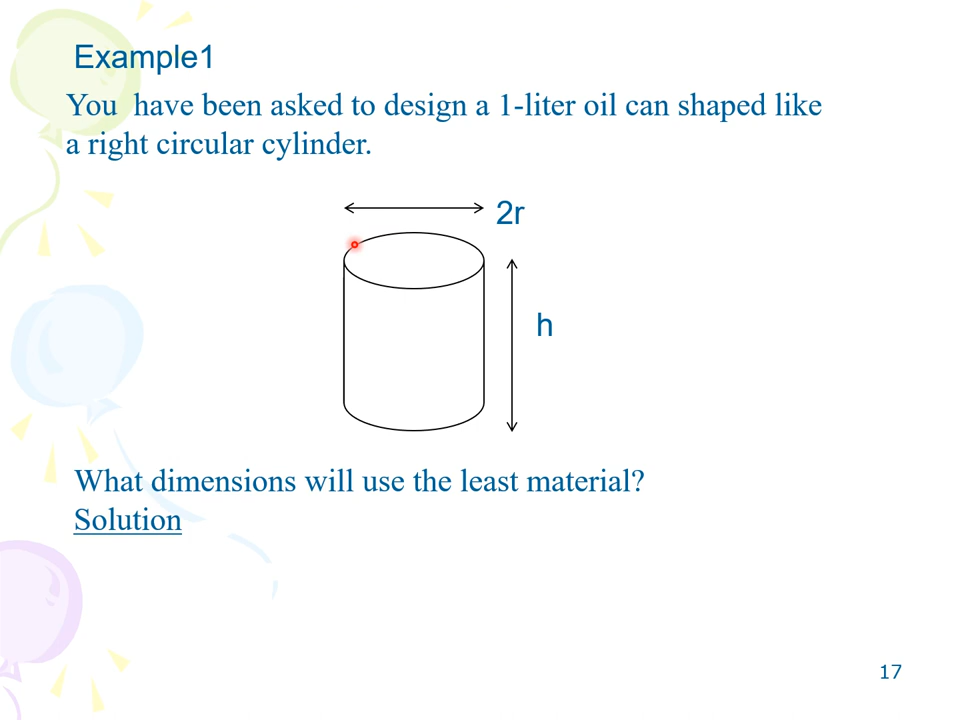 Example1
You have been asked to design a 1-liter oil can shaped like
a right circular cylinder.
2r
h
What dimensions will use the least material?
Solution
17